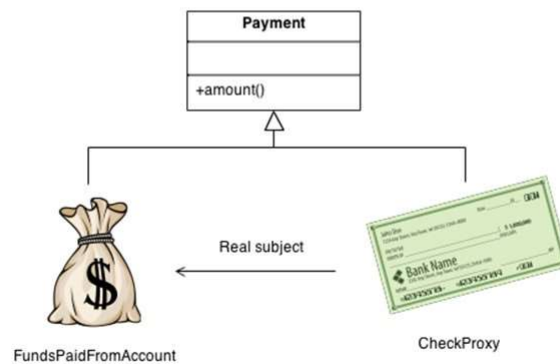 Payment
+amount()
Real subject
$
Bank Name
FundsPaidFromAccount
CheckProxy